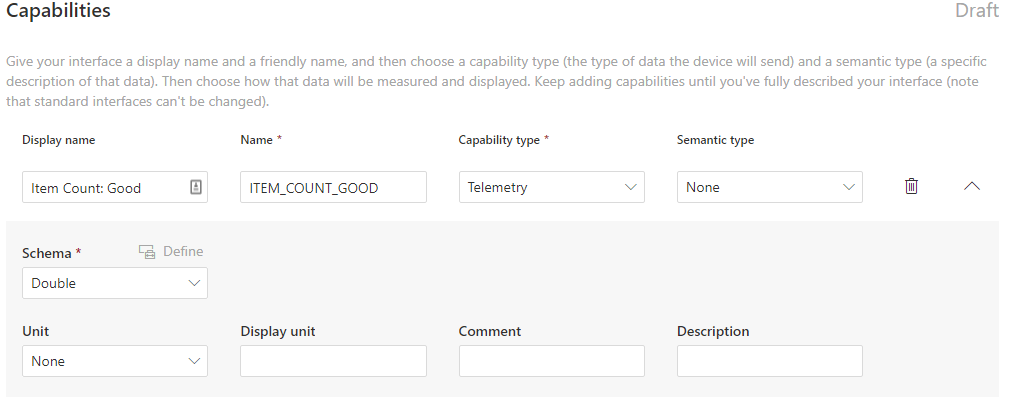 Capabilities
Draft
Give your interface a display name and a friendly name, and then choose a capability type (the type of data the device will send) and a semantic type (a specific
description of that data). Then choose how that data will be measured and displayed. Keep adding capabilities until you've fully described your interface (note
that standard interfaces can't be changed).
Display name
Name *
Capability type *
Semantic type
Item Count: Good
ITEM_COUNT_GOOD
Telemetry
None
Schema *
Define
Double
Unit
Display unit
Comment
Description
None